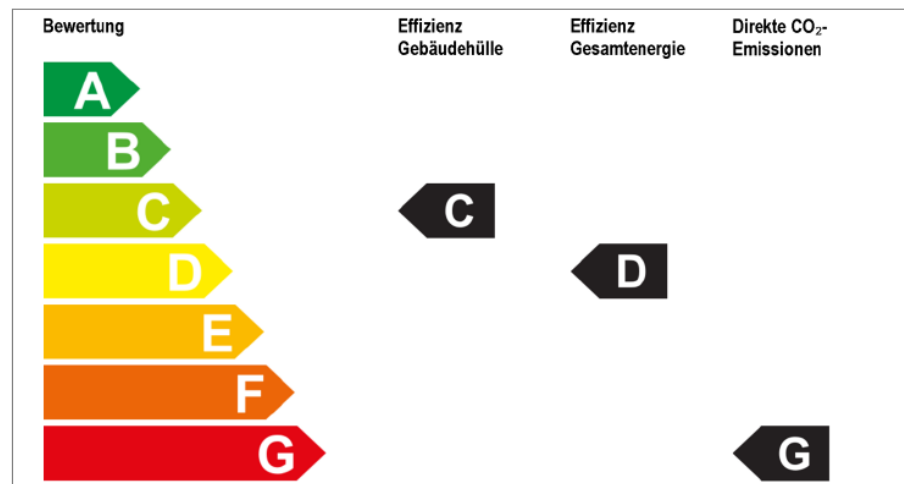 Bewertung
Effizienz
Gebäudehülle
Effizienz
Gesamtenergie
Direkte CO₂-
Emissionen
A
B
C
C
D
D
E
F
G
G